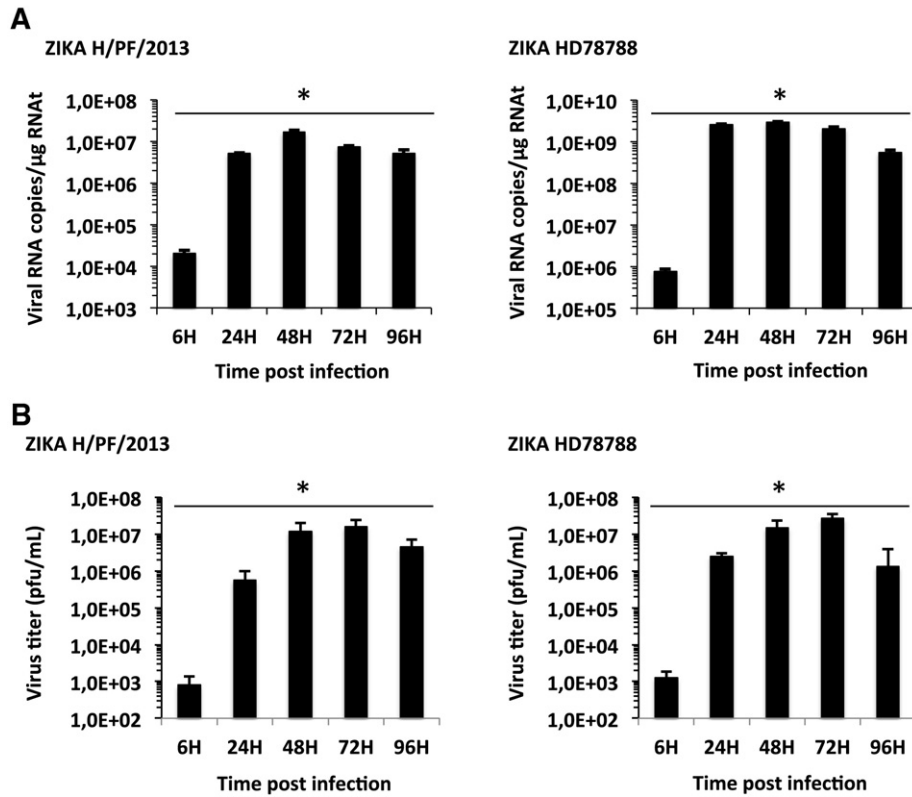 A
ZIKA H/PF/2013
*
1,0E+08
1,0E+07
1,0E+06
1,0E+05
1,0E+04
1,0E+03
Viral RNA copies/µg RNAt
6H 24H 48H 72H 96H
Time post infection
ZIKA HD78788
*
1,0E+10
1,0E+09
1,0E+08
1,0E+07
1,0E+06
1,0E+05
Viral RNA copies/µg RNAt
6H 24H 48H 72H 96H
Time post infection
B
ZIKA H/PF/2013
*
1,0E+08
1,0E+07
1,0E+06
1,0E+05
1,0E+04
1,0E+03
1,0E+02
Virus titer (pfu/mL)
6H 24H 48H 72H 96H
Time post infection
ZIKA HD78788
*
1,0E+08
1,0E+07
1,0E+06
1,0E+05
1,0E+04
1,0E+03
1,0E+02
Virus titer (pfu/mL)
6H 24H 48H 72H 96H
Time post infection